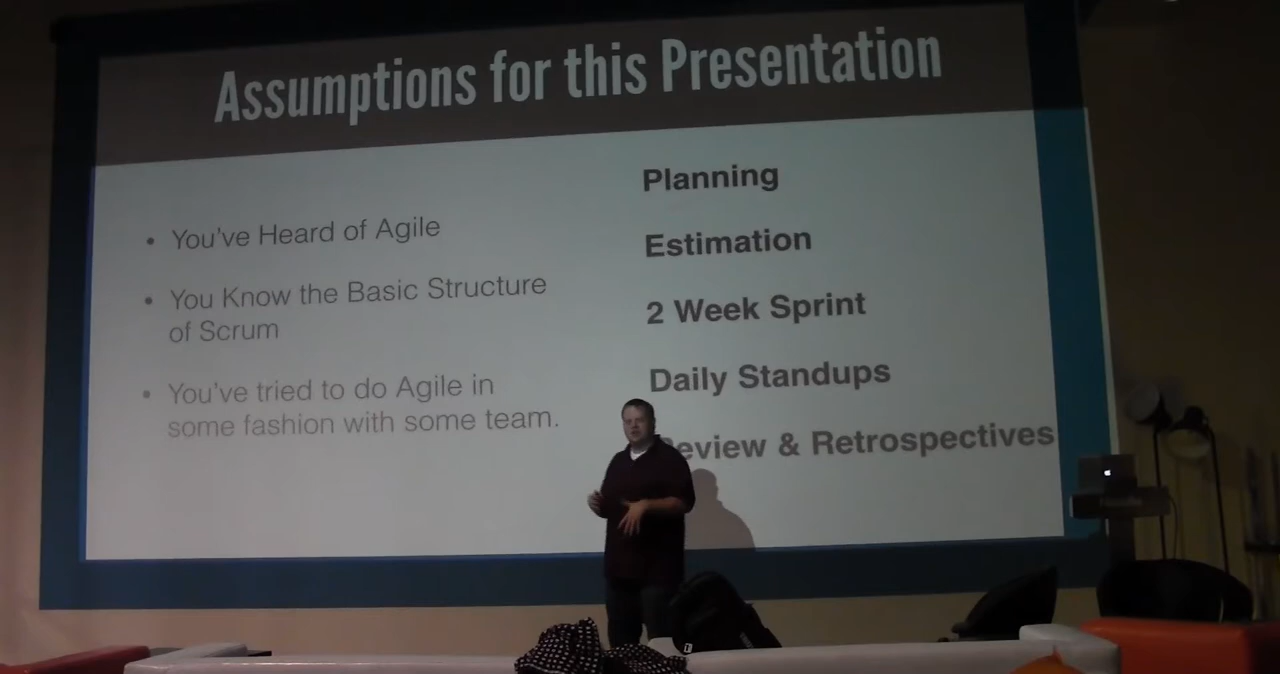 Assumptions for this Presentation
• You've Heard of Agile
• You Know the Basic Structure
of Scrum
• You've tried to do Agile in
some fashion with some team.
Planning
Estimation
2 Week Sprint
Daily Standups
eview & Retrospectives